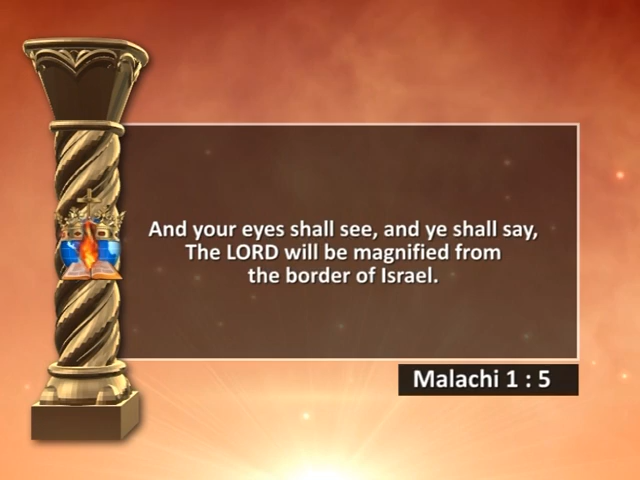 And your eyes shall see, and ye shall say,
The LORD will be magnified from
the border of Israel.
Malachi 1 : 5